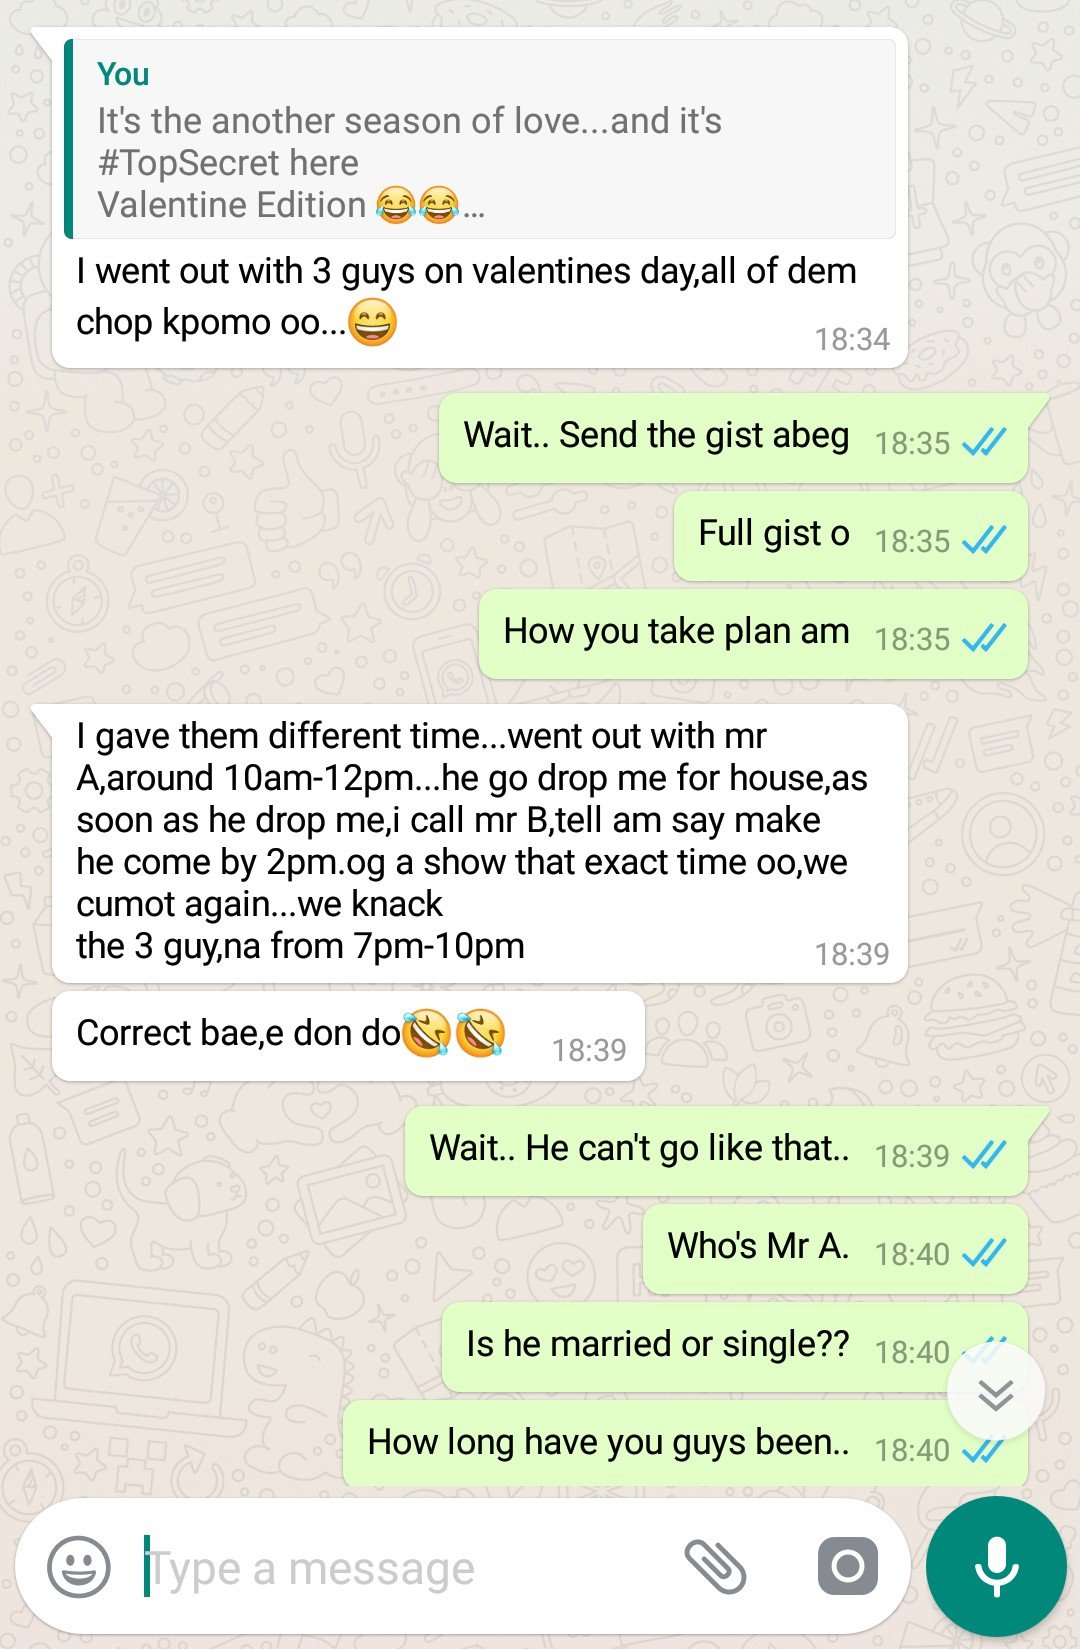 You
It's the another season of love...and it's
#TopSecret here
Valentine Edition 😂😂...
I went out with 3 guys on valentines day,all of dem
chop kpomo oo...😄
18:34
Wait.. Send the gist abeg 18:35
Full gist o 18:35
How you take plan am 18:35
I gave them different time...went out with mr
A,around 10am-12pm...he go drop me for house,as
soon as he drop me,i call mr B,tell am say make
he come by 2pm.og a show that exact time oo,we
cumot again...we knack
the 3 guy,na from 7pm-10pm
18:39
Correct bae,e don do🤣🤣 18:39
Wait.. He can't go like that.. 18:39
Who's Mr A. 18:40
Is he married or single?? 18:40
How long have you guys been.. 18:40
Type a message